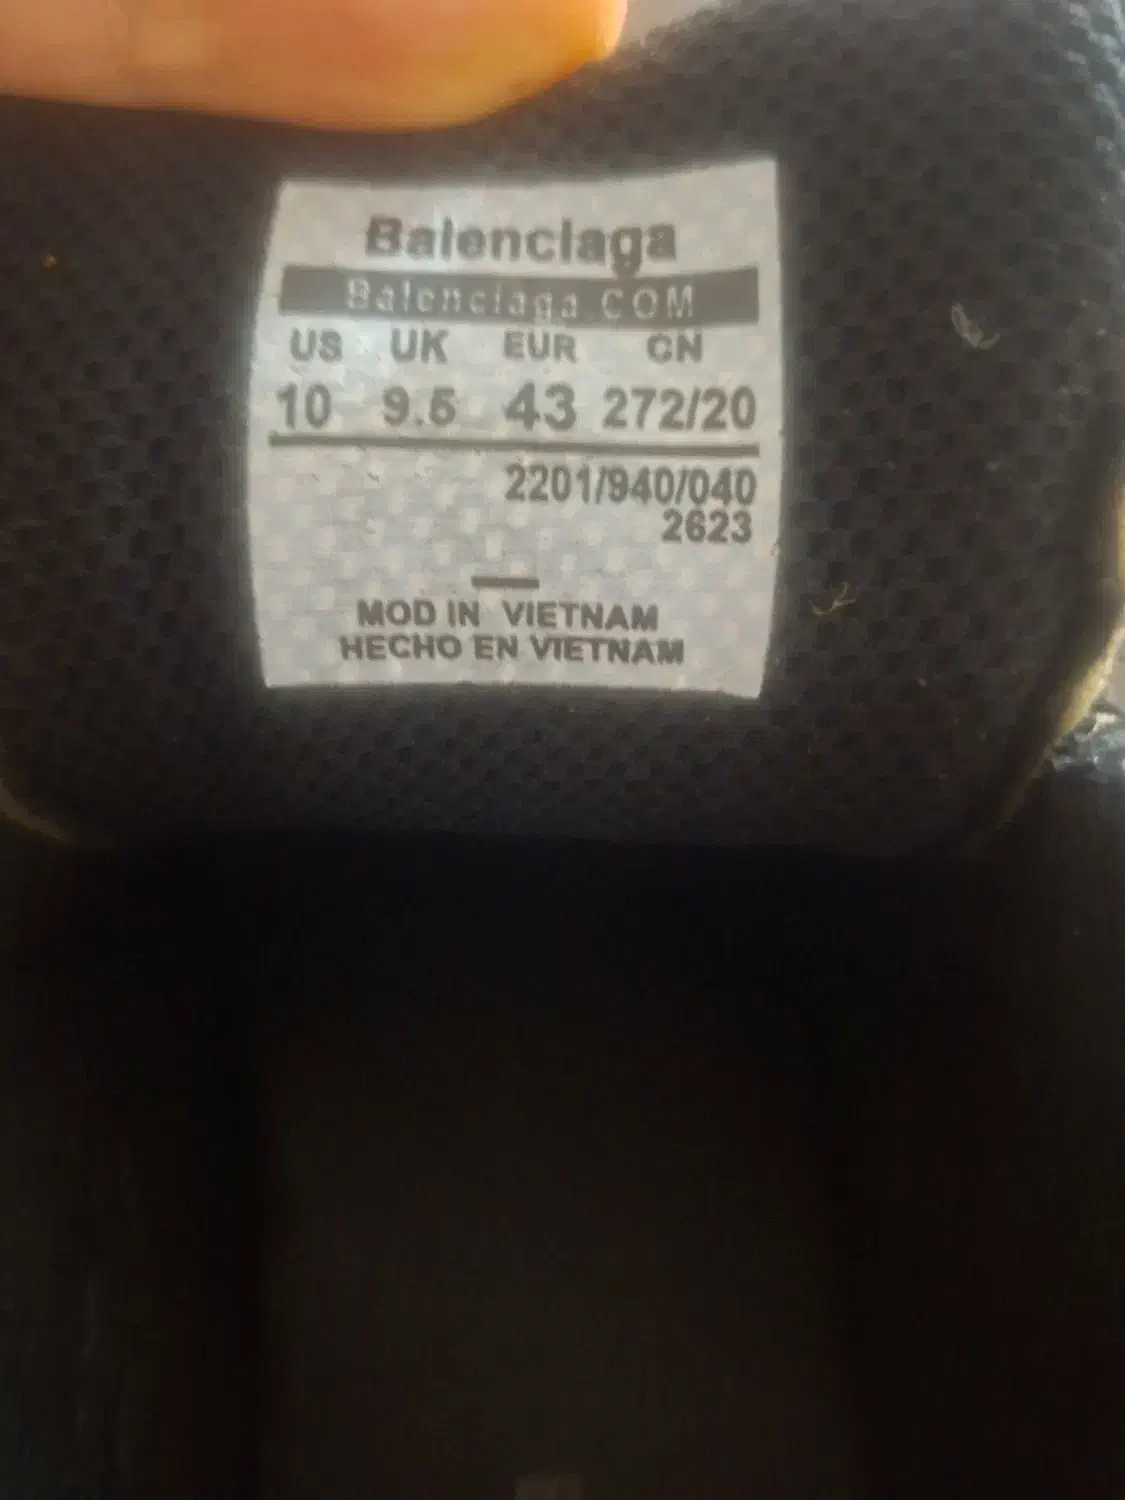 Balenciaga
Balenciaga.COM
US UK EUR CN
10 9.5 43 272/20
2201/940/040
2623
MOD IN VIETNAM
HECHO EN VIETNAM